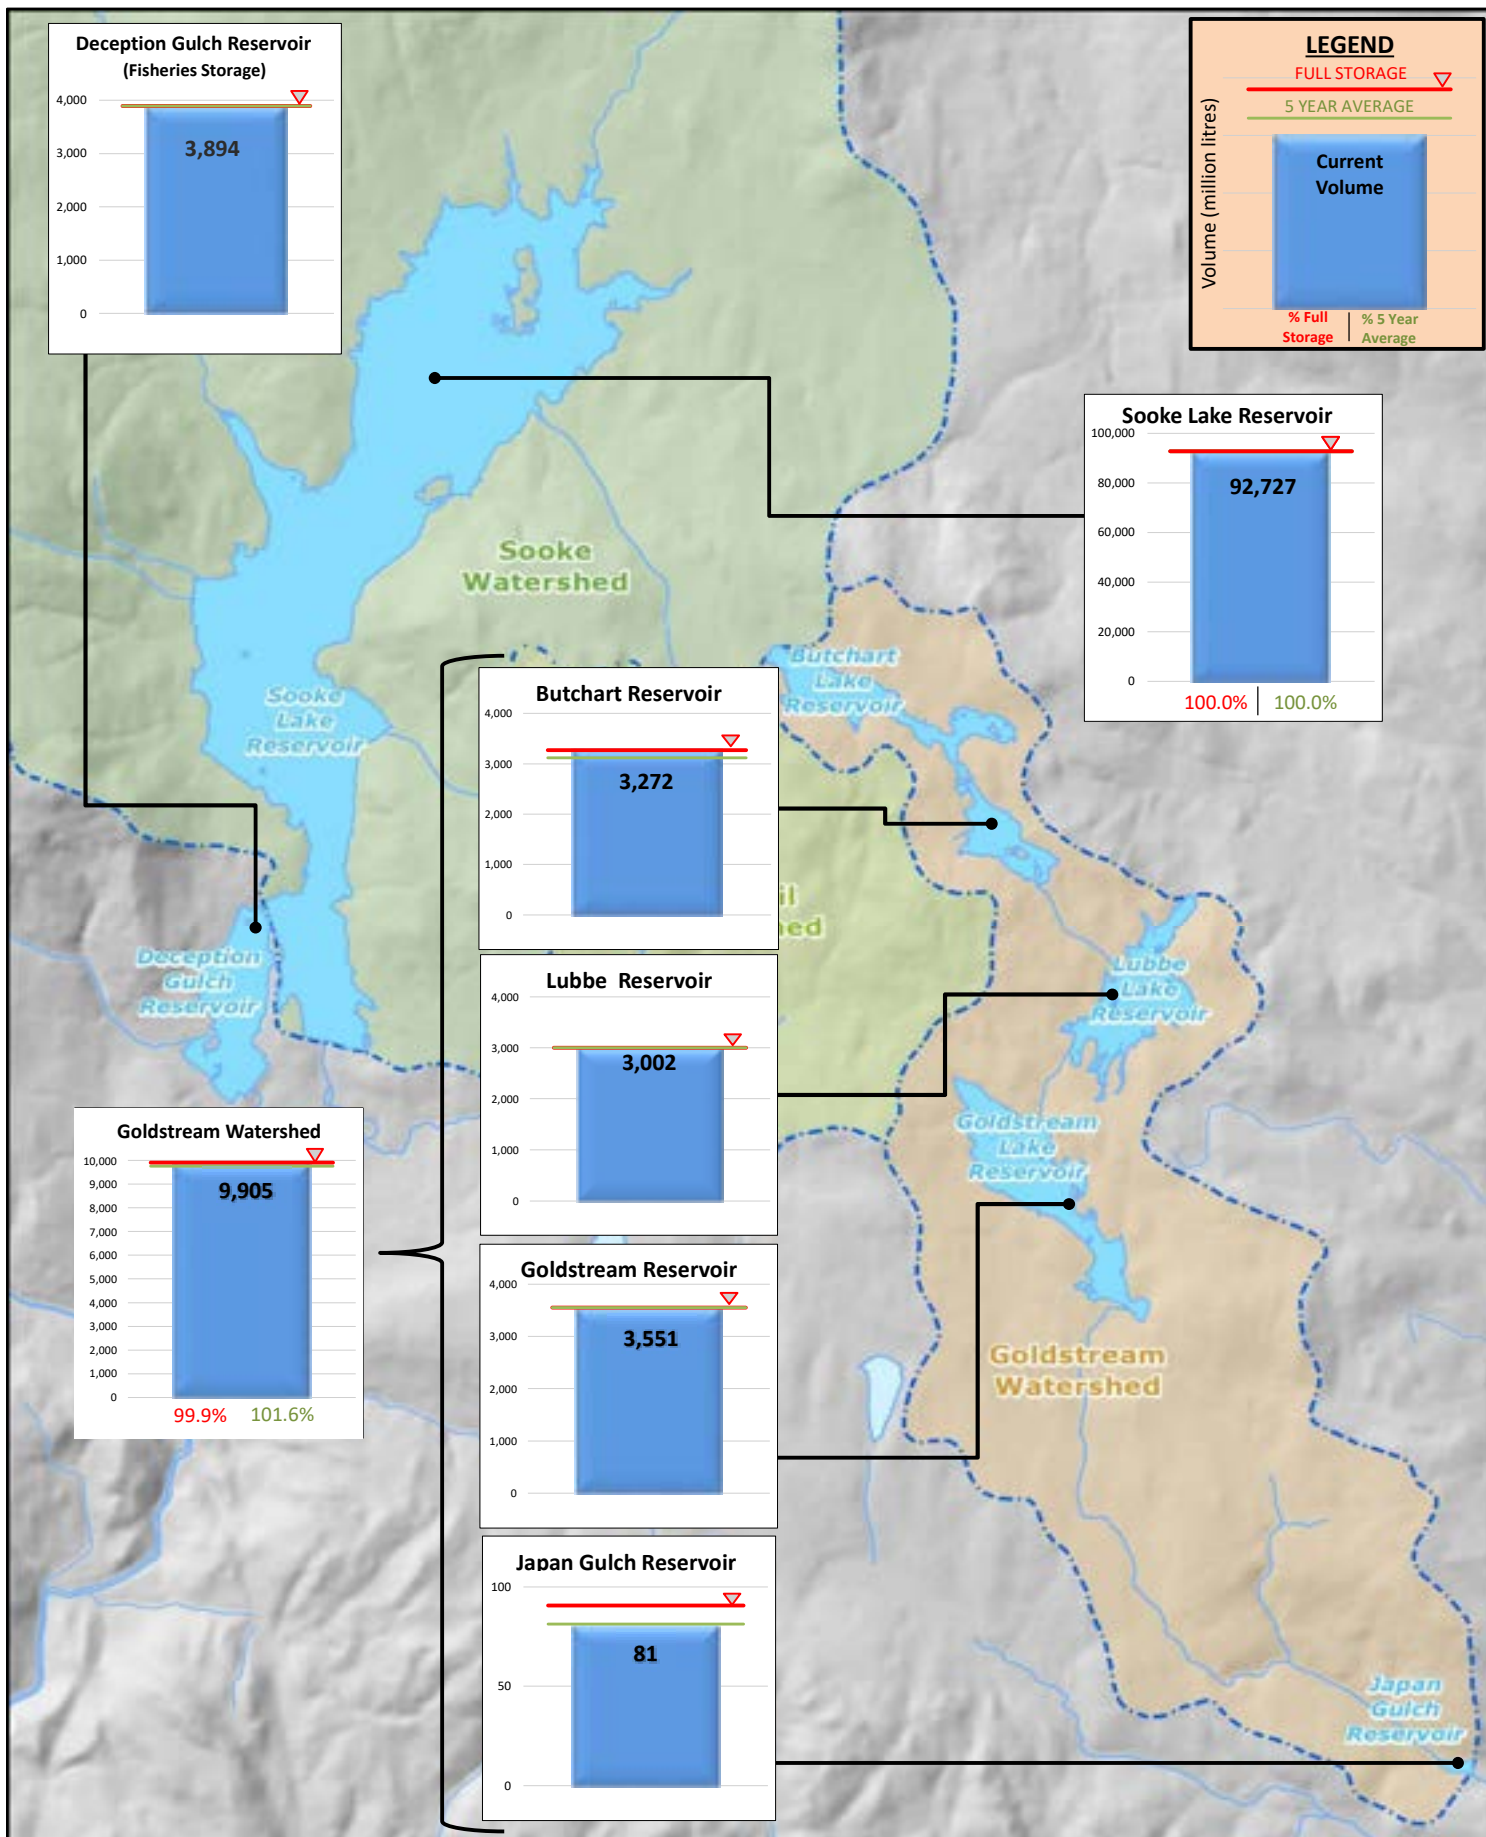 Deception Gulch Reservoir
(Fisheries Storage)
4,000
3,000
2,000
1,000
0
3,894
LEGEND
FULL STORAGE
5 YEAR AVERAGE
Volume (million litres)
Current
Volume
% Full
Storage
% 5 Year
Average
Sooke Lake Reservoir
100,000
80,000
60,000
40,000
20,000
0
92,727
100.0% | 100.0%
Sooke
Watershed
Sooke
Lake
Reservoir
Butchart
Lake
Reservoir
Butchart Reservoir
4,000
3,000
2,000
1,000
0
3,272
il
ed
Deception
Gulch
Reservoir
Lubbe
Lake
Reservoir
Lubbe Reservoir
4,000
3,000
2,000
1,000
0
3,002
Goldstream
Lake
Reservoir
Goldstream Watershed
10,000
9,000
8,000
7,000
6,000
5,000
4,000
3,000
2,000
1,000
0
9,905
99.9% 101.6%
Goldstream Reservoir
4,000
3,000
2,000
1,000
0
3,551
Goldstream
Watershed
Japan Gulch Reservoir
100
50
0
81
Japan
Gulch
Reservoir